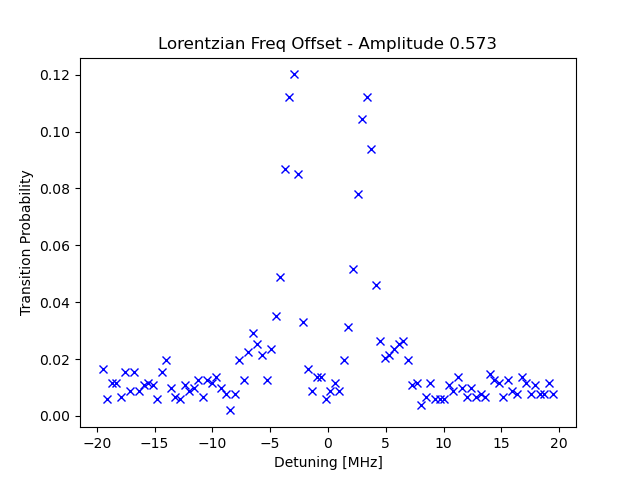 Lorentzian Freq Offset - Amplitude 0.573
Transition Probability
0.12
0.10
0.08
0.06
0.04
0.02
0.00
−20 −15 −10 −5 0 5 10 15 20
Detuning [MHz]